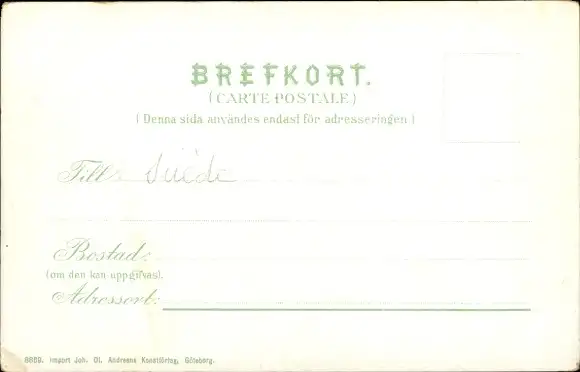 BREFKORT.
(CARTE POSTALE)
(Denna sida användes endast för adresseringen.)
Till: Suède
Bostad:
(om den kan uppgifvas).
Adressort:
8689. Import Joh. Ol. Andreens Konstförlag, Göteborg.